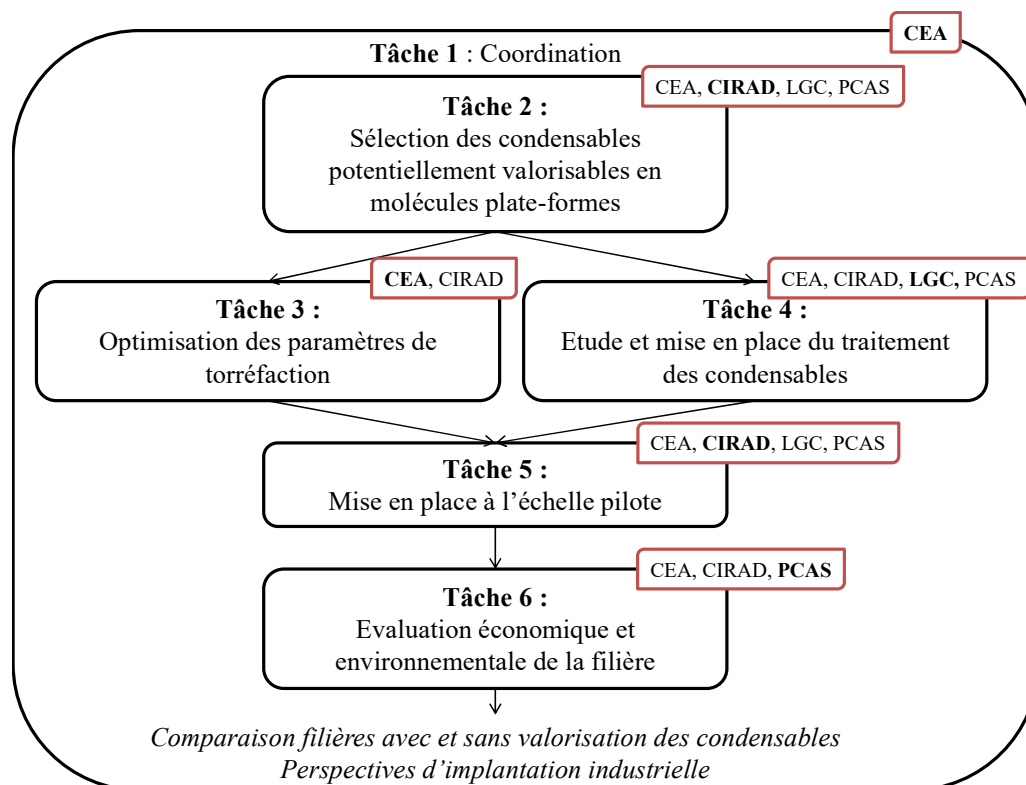 CEA
Tâche 1 : Coordination
CEA, CIRAD, LGC, PCAS
Tâche 2 :
Sélection des condensables
potentiellement valorisables en
molécules plate-formes
CEA, CIRAD
Tâche 3 :
Optimisation des paramètres de
torréfaction
CEA, CIRAD, LGC, PCAS
Tâche 4 :
Etude et mise en place du traitement
des condensables
CEA, CIRAD, LGC, PCAS
Tâche 5 :
Mise en place à l’échelle pilote
CEA, CIRAD, PCAS
Tâche 6 :
Evaluation économique et
environnementale de la filière
Comparaison filières avec et sans valorisation des condensables
Perspectives d’implantation industrielle